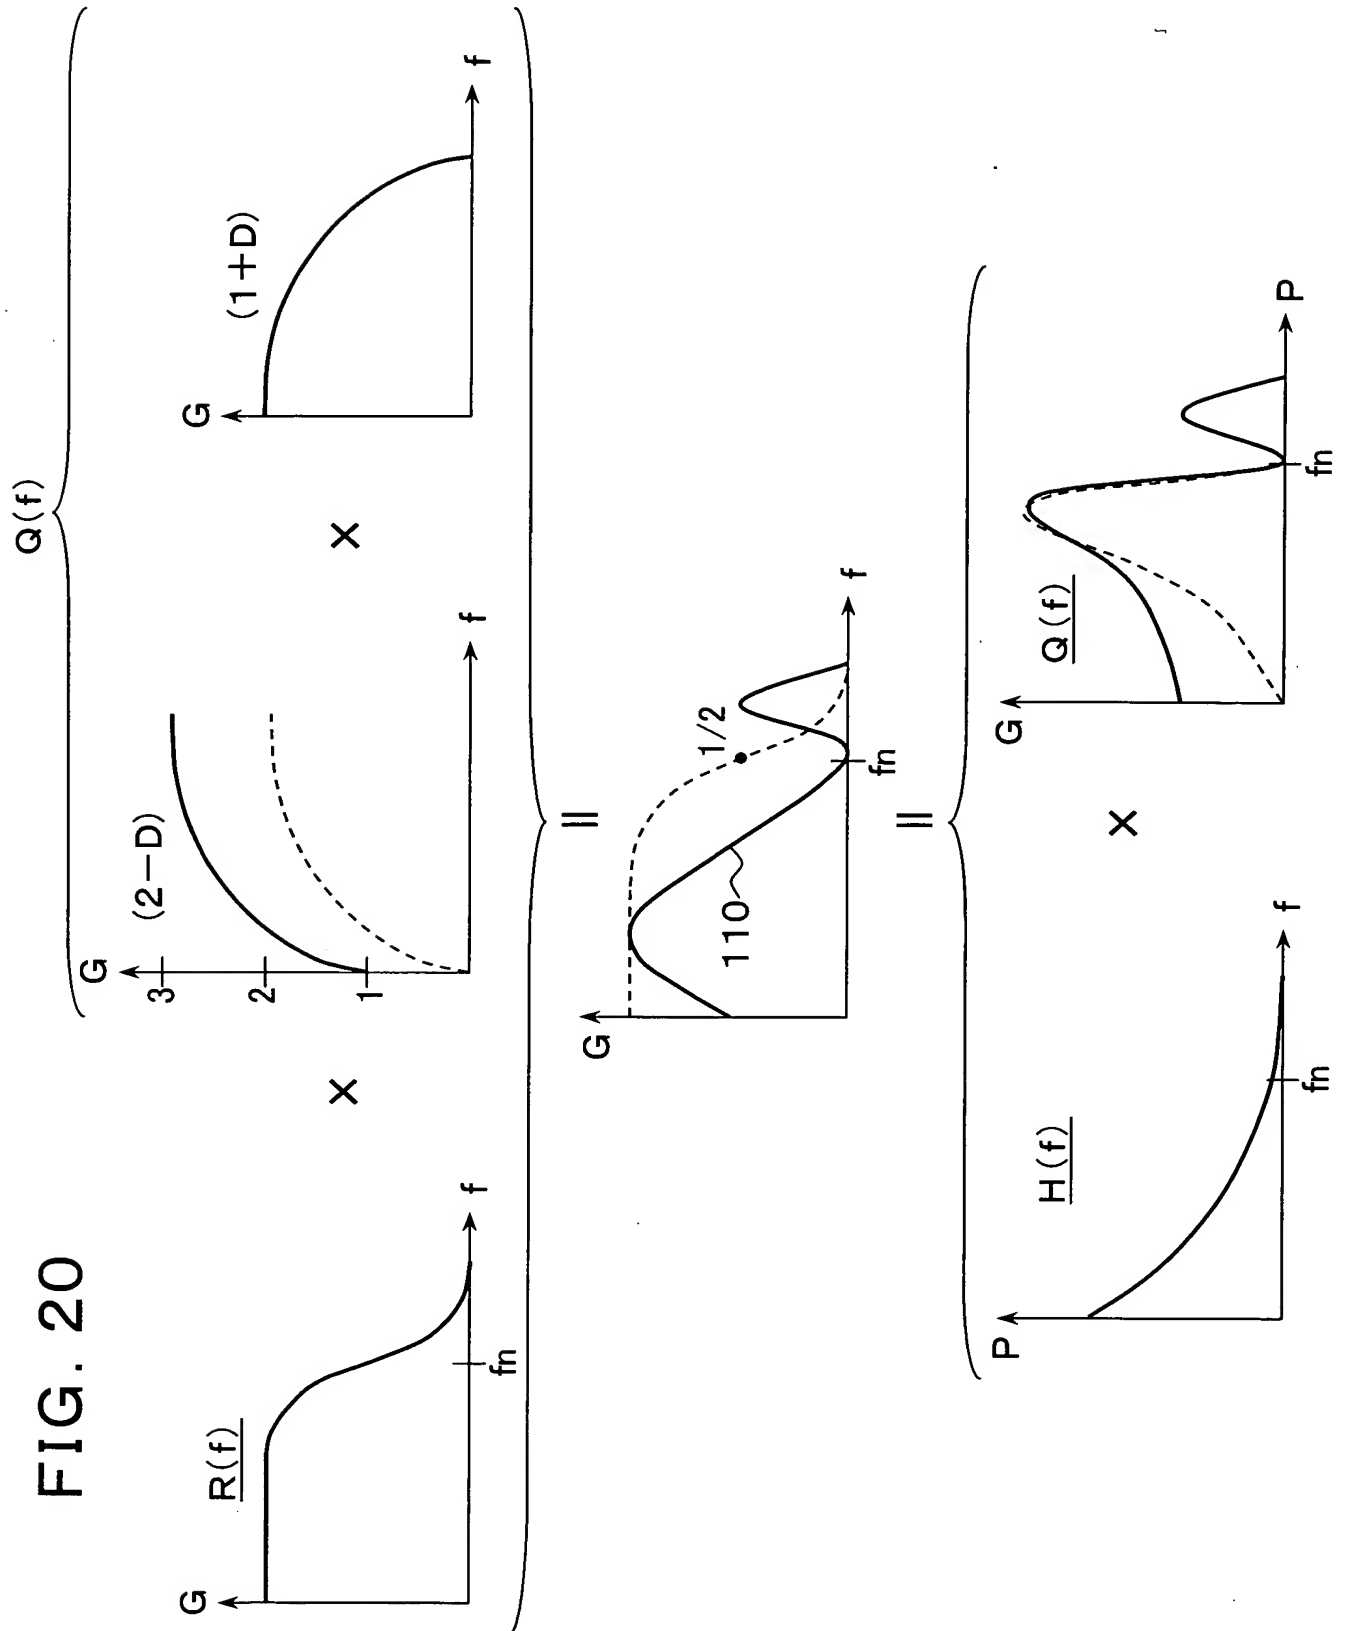 FIG. 20
Q(f)
R(f)
G
f
fn
×
(2−D)
G
3
2
1
f
×
(1+D)
G
f
=
G
110
1/2
fn
f
=
H(f)
P
fn
f
×
Q(f)
G
fn
P